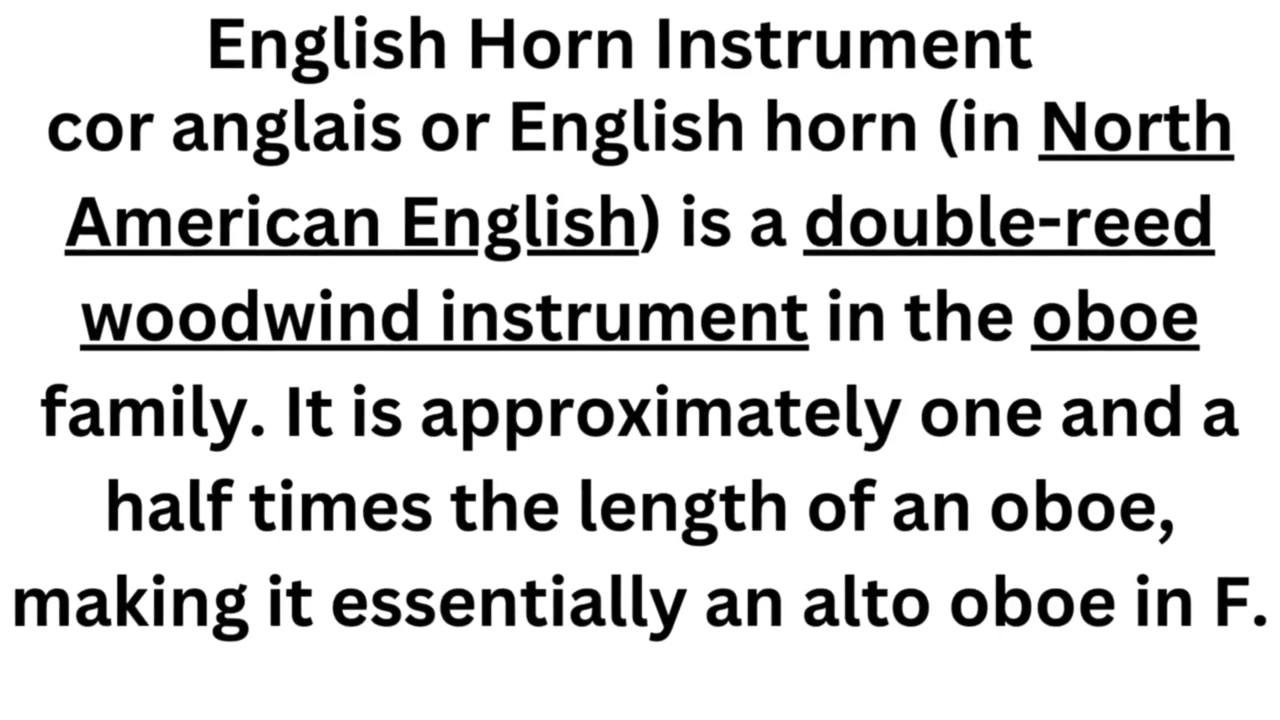 English Horn Instrument
cor anglais or English horn (in North
American English) is a double-reed
woodwind instrument in the oboe
family. It is approximately one and a
half times the length of an oboe,
making it essentially an alto oboe in F.